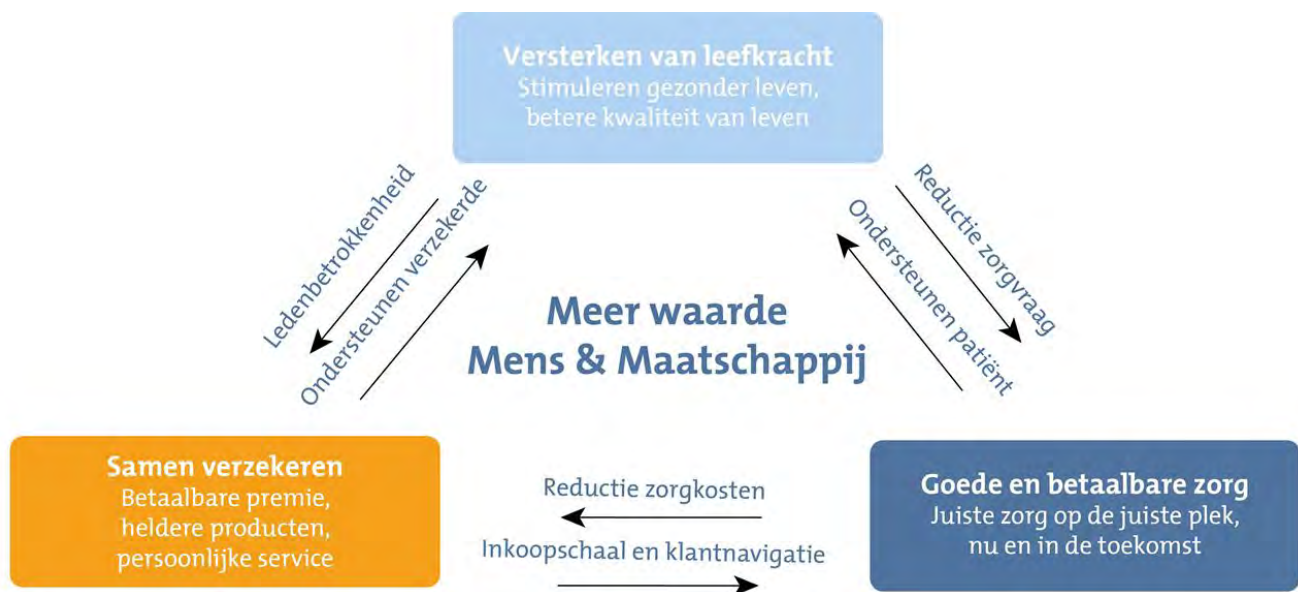 Versterken van leefkracht
Stimuleren gezonder leven,
betere kwaliteit van leven
Ledenbetrokkenheid
Ondersteunen verzekerde
Reductie zorgvraag
Ondersteunen patiënt
Meer waarde
Mens & Maatschappij
Samen verzekeren
Betaalbare premie,
heldere producten,
persoonlijke service
Reductie zorgkosten
Inkoopschaal en klantnavigatie
Goede en betaalbare zorg
Juiste zorg op de juiste plek,
nu en in de toekomst